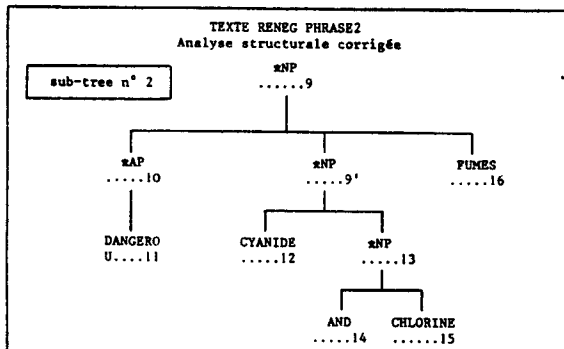 TEXTE RENEG PHRASE2
Analyse structurale corrigée
sub-tree n° 2
*NP
......9
*AP *NP FUMES
.....10 .....9' .....16
DANGERO CYANIDE *NP
U....11 .....12 .....13
AND CHLORINE
.....14 ......15